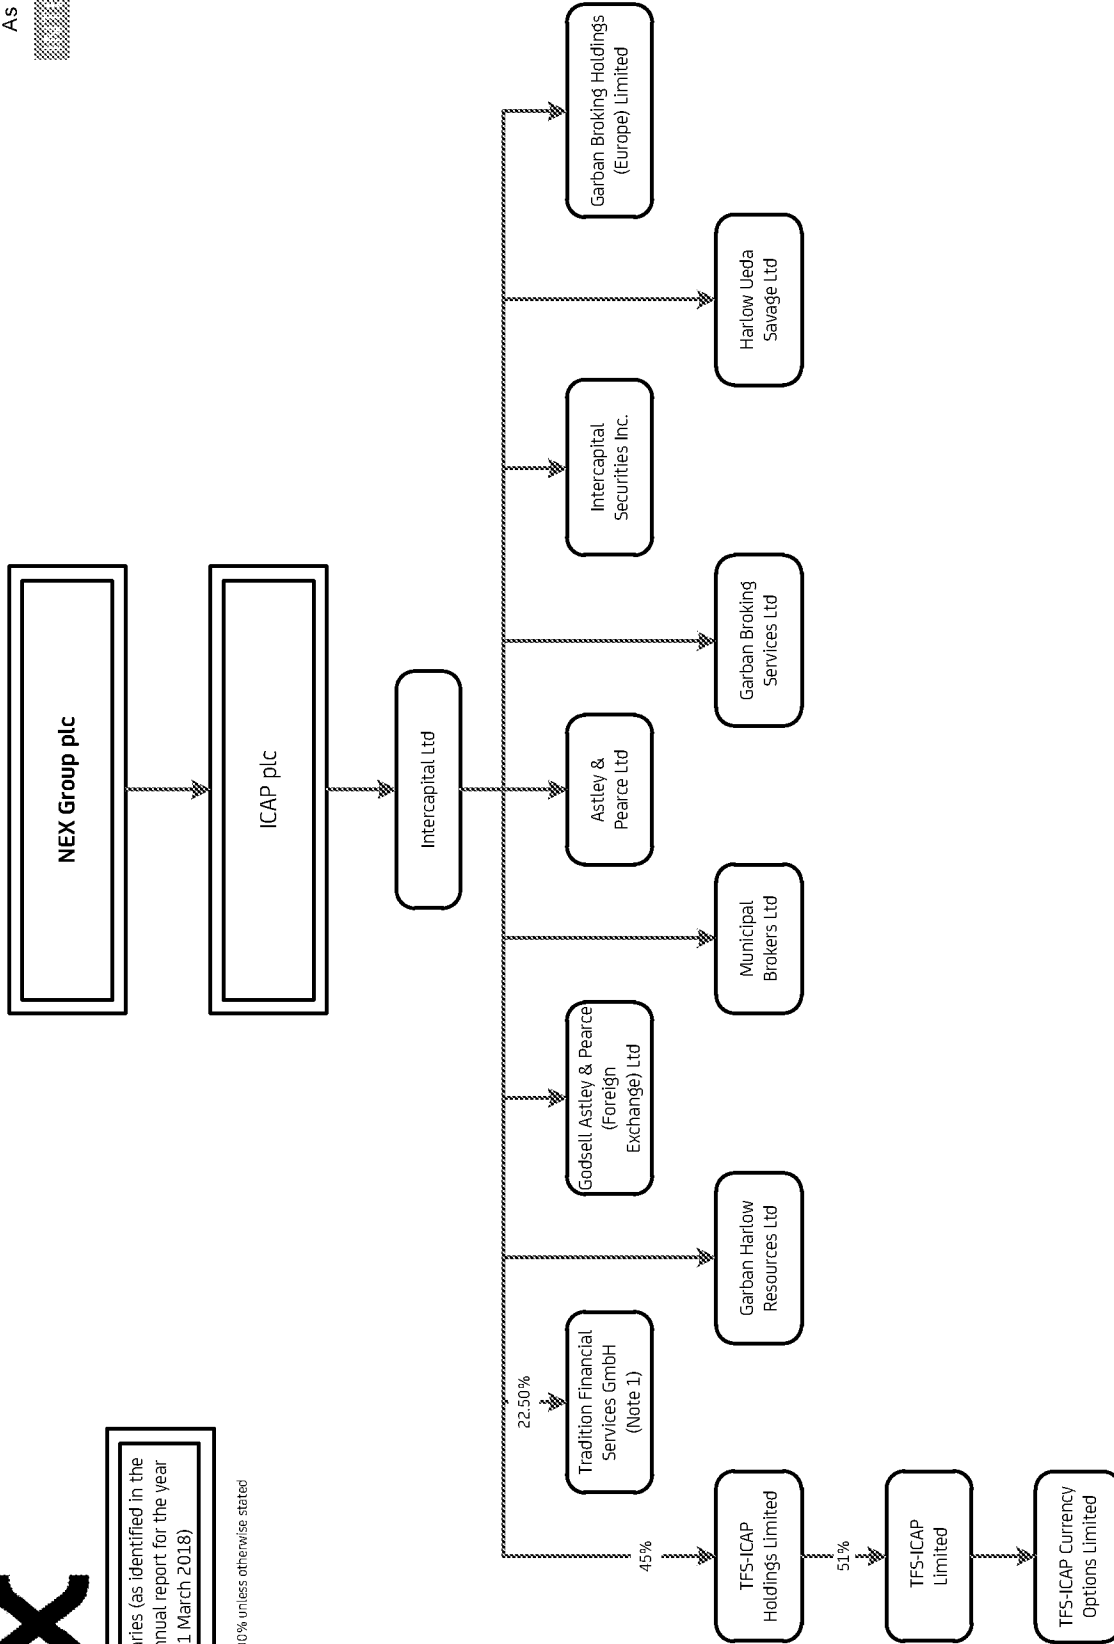 X
As
NEX Group plc
ries (as identified in the
nual report for the year
1 March 2018)
ICAP plc
00% unless otherwise stated
Intercapital Ltd
22.50%
Tradition Financial
Services GmbH
(Note 1)
Godsell Astley & Pearce
(Foreign
Exchange) Ltd
Astley &
Pearce Ltd
Intercapital
Securities Inc.
Garban Broking Holdings
(Europe) Limited
45%
TFS-ICAP
Holdings Limited
Garban Harlow
Resources Ltd
Municipal
Brokers Ltd
Garban Broking
Services Ltd
Harlow Ueda
Savage Ltd
51%
TFS-ICAP
Limited
TFS-ICAP Currency
Options Limited